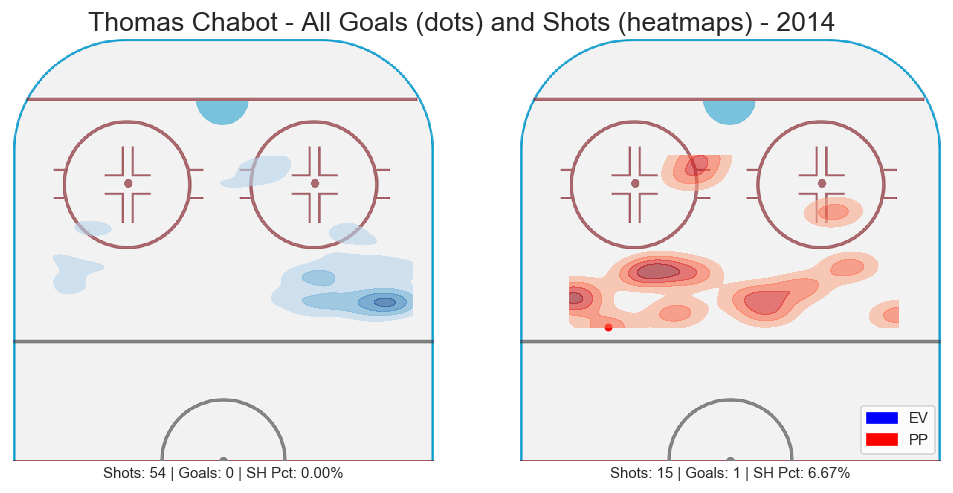 Thomas Chabot - All Goals (dots) and Shots (heatmaps) - 2014
EV
PP
Shots: 54 | Goals: 0 | SH Pct: 0.00%
Shots: 15 | Goals: 1 | SH Pct: 6.67%